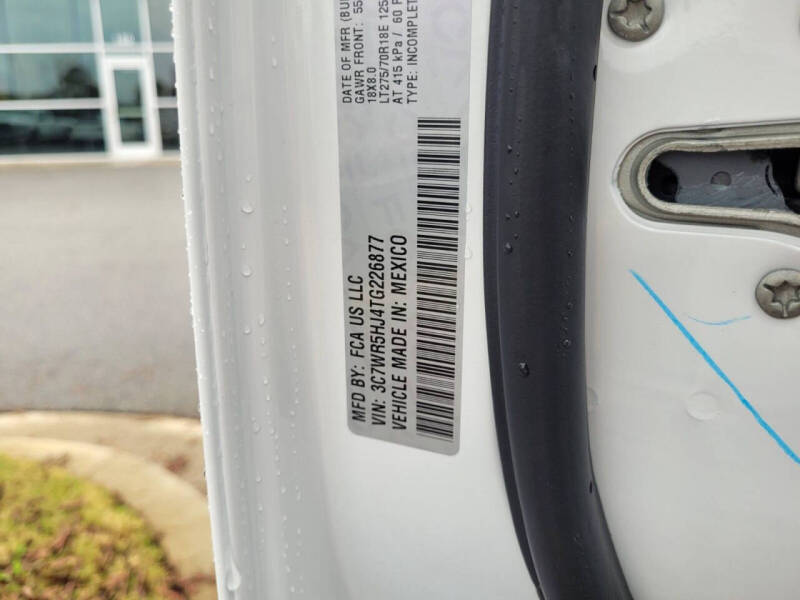 MFD BY: FCA US LLC
VIN: 3C7WR5HJ4TG226877
VEHICLE MADE IN: MEXICO
DATE OF MFR
GAWR FRONT: 55
18X8.0
LT275/70R18E 125
AT 415 kPa / 60 P
TYPE: INCOMPLET